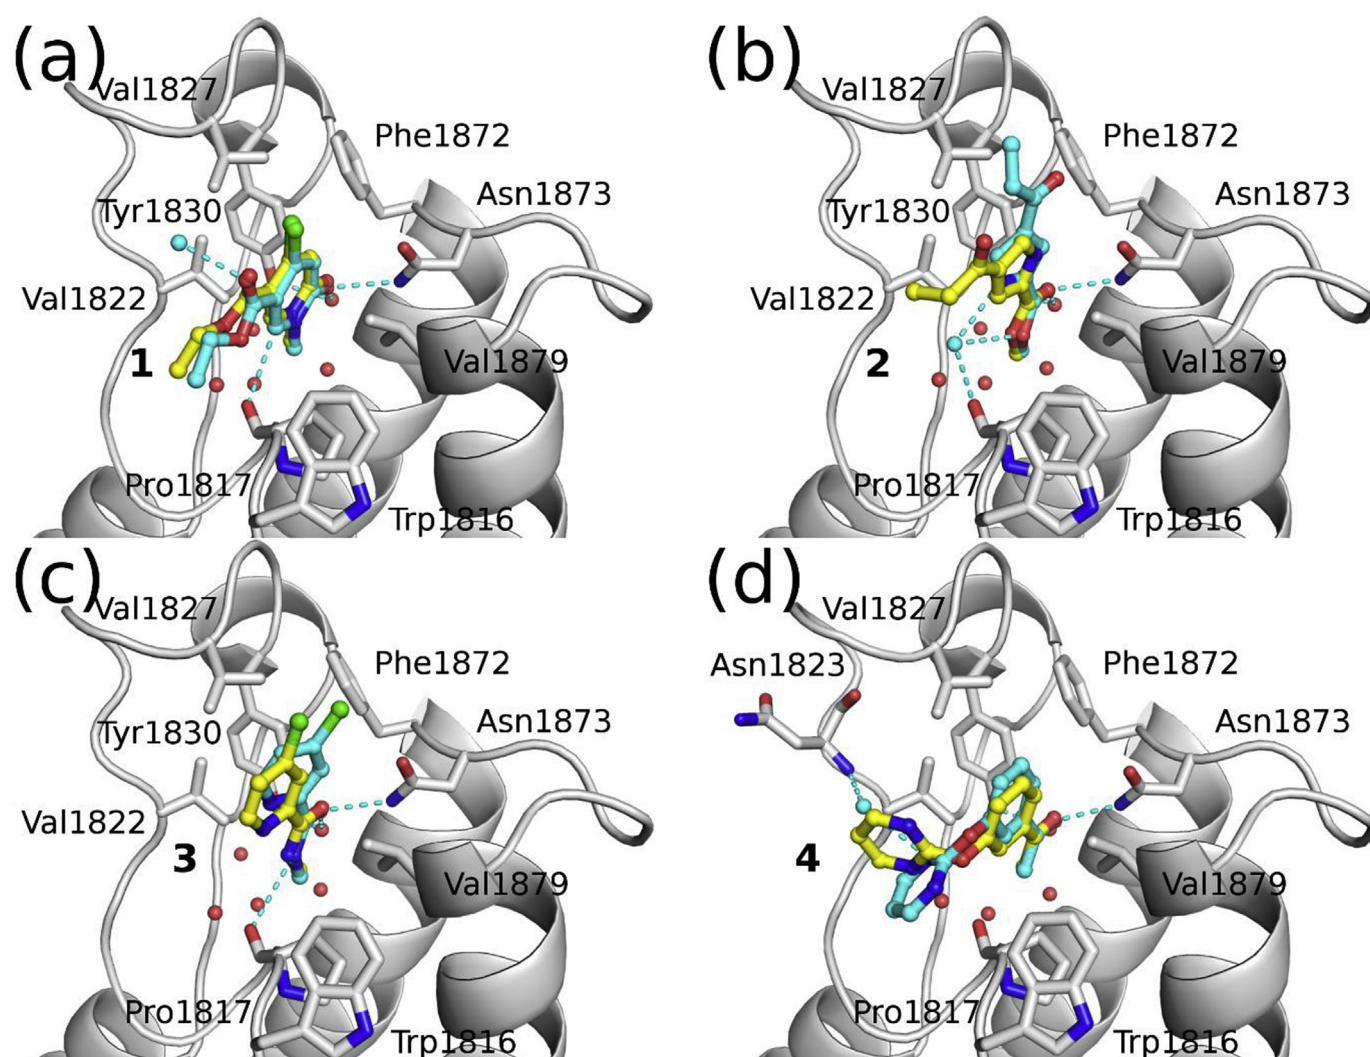 (a)
Val1827
Phe1872
Asn1873
Tyr1830
Val1822
1
Val1879
Pro1817
Trp1816
(b)
Val1827
Phe1872
Asn1873
Tyr1830
Val1822
2
Val1879
Pro1817
Trp1816
(c)
Val1827
Phe1872
Asn1873
Tyr1830
Val1822
3
Val1879
Pro1817
Trp1816
(d)
Val1827
Asn1823
Phe1872
Asn1873
4
Val1879
Pro1817
Trp1816